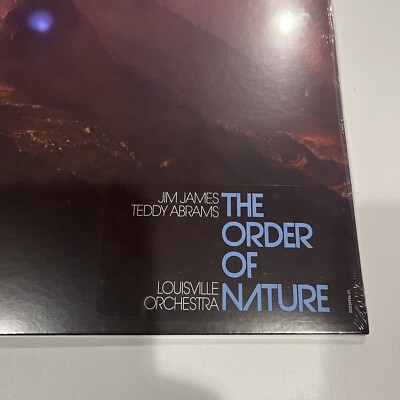 JIM JAMES
TEDDY ABRAMS
THE
ORDER
OF
NATURE
LOUISVILLE
ORCHESTRA